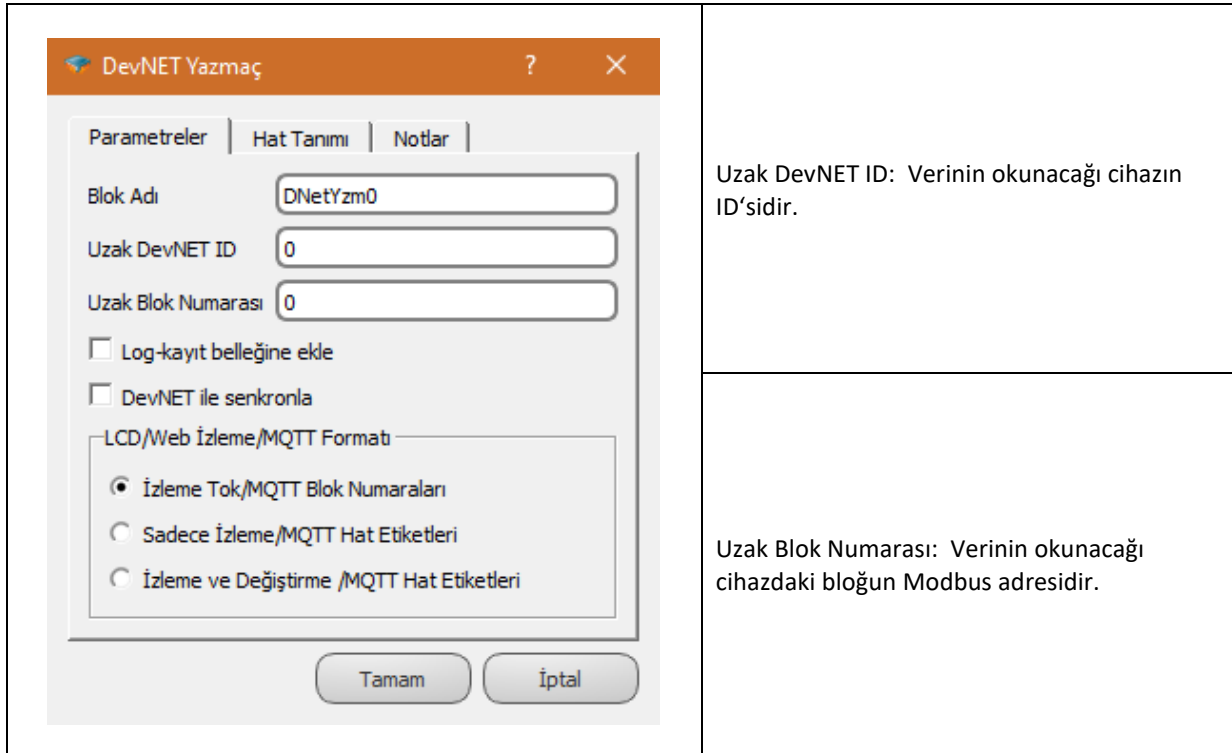 DevNET Yazmaç
Parametreler Hat Tanımı Notlar
Blok Adı DNetYzm0
Uzak DevNET ID 0
Uzak Blok Numarası 0
Log-kayıt belleğine ekle
DevNET ile senkronla
LCD/Web İzleme/MQTT Formatı
İzleme Tok/MQTT Blok Numaraları
Sadece İzleme/MQTT Hat Etiketleri
İzleme ve Değiştirme /MQTT Hat Etiketleri
Tamam İptal
Uzak DevNET ID:  Verinin okunacağı cihazın
ID‘sidir.
Uzak Blok Numarası:  Verinin okunacağı
cihazdaki bloğun Modbus adresidir.